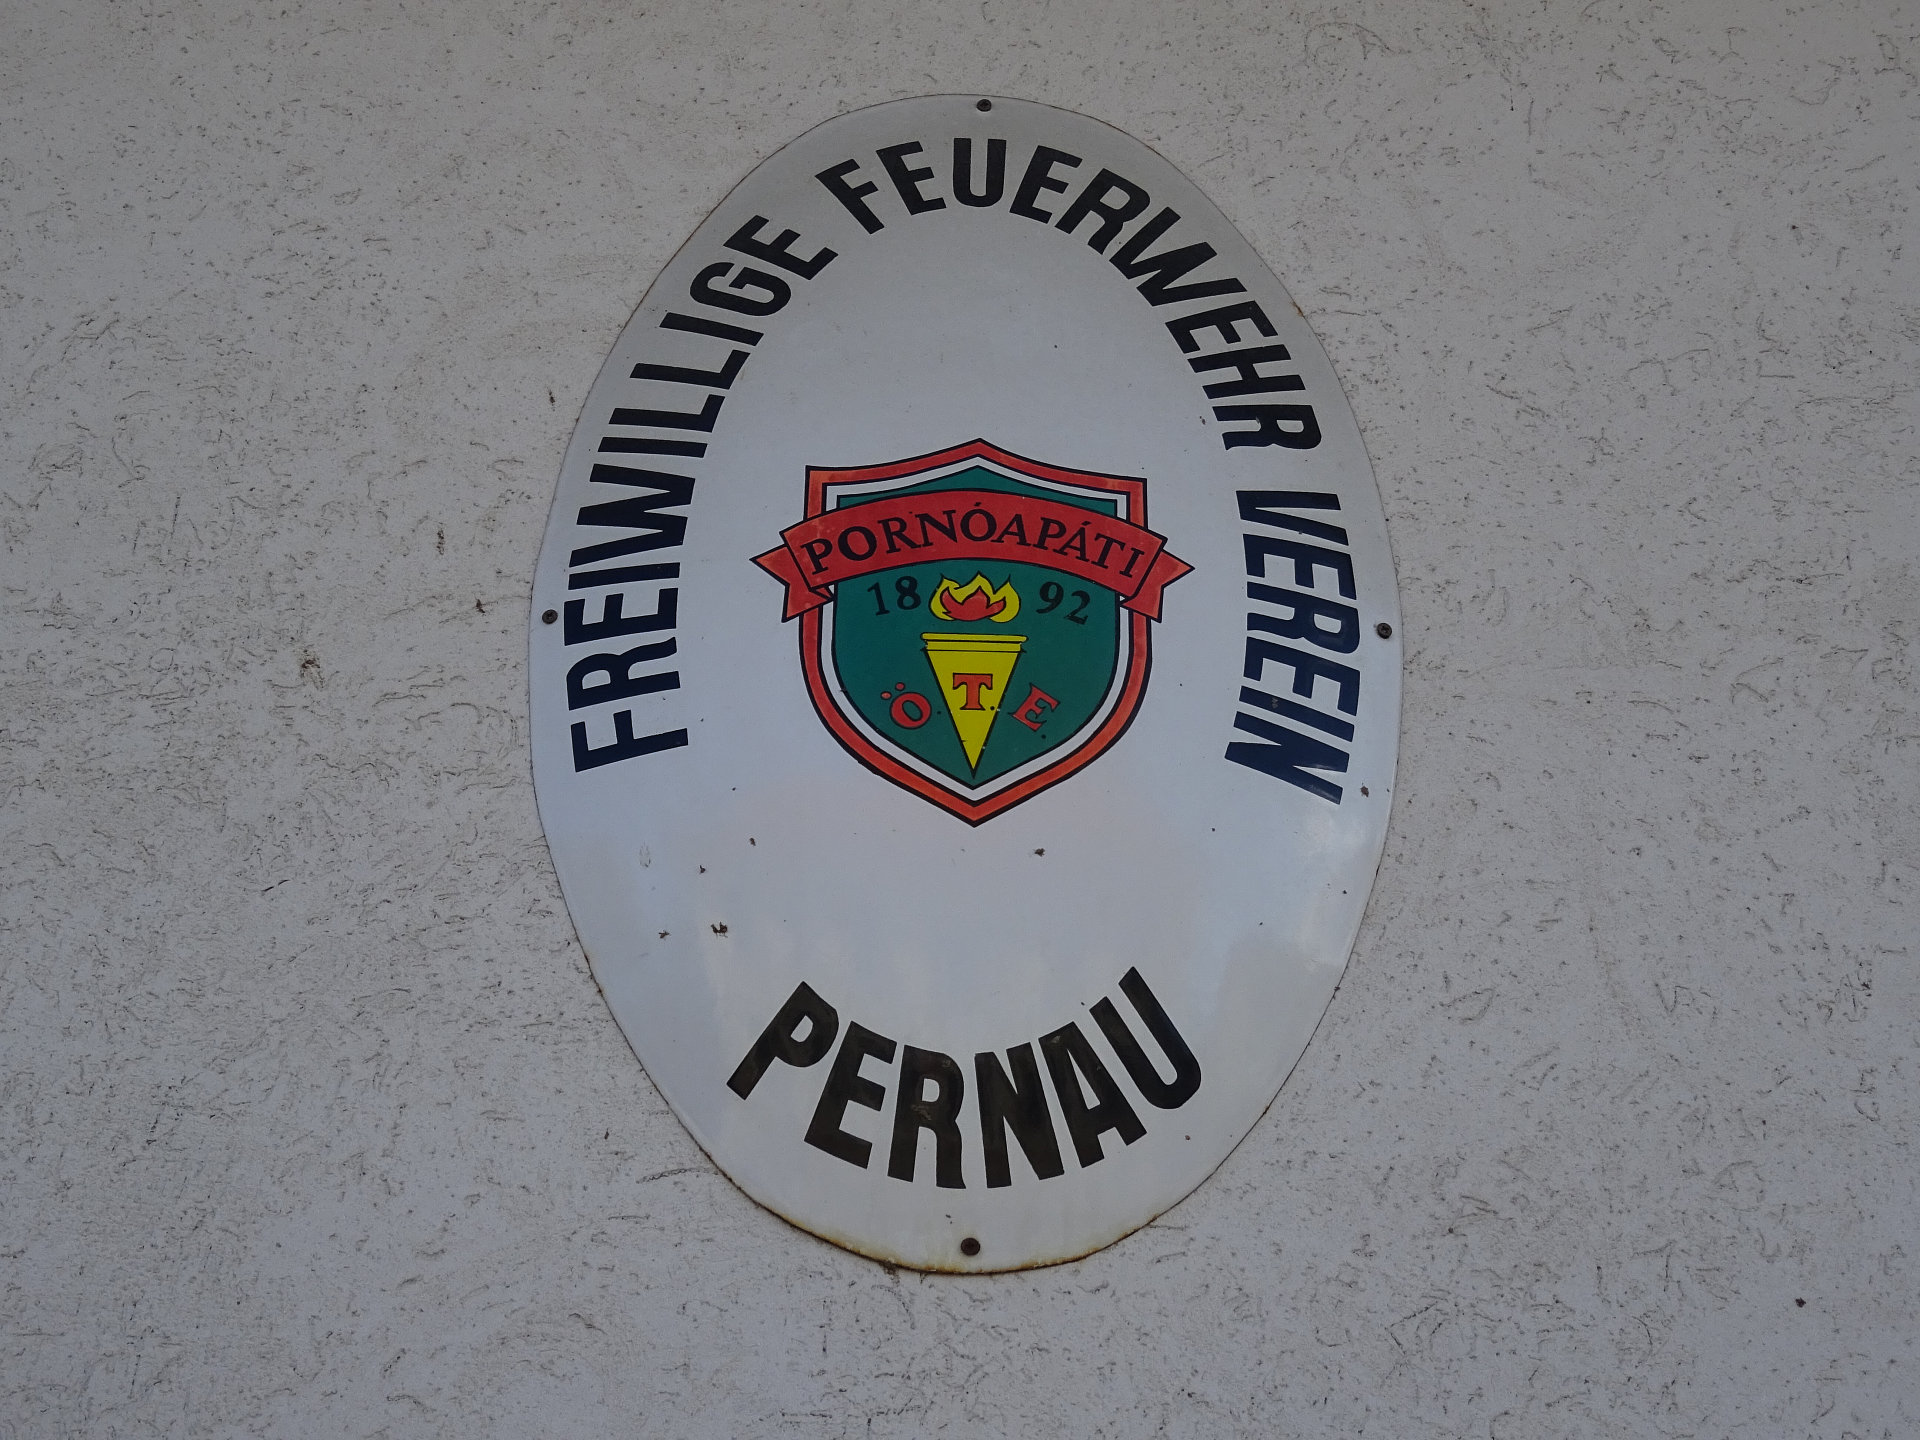 FREIWILLIGE FEUERWEHR VEREIN
PORNÓAPÁTI
18 92
Ö. T. E.
PERNAU